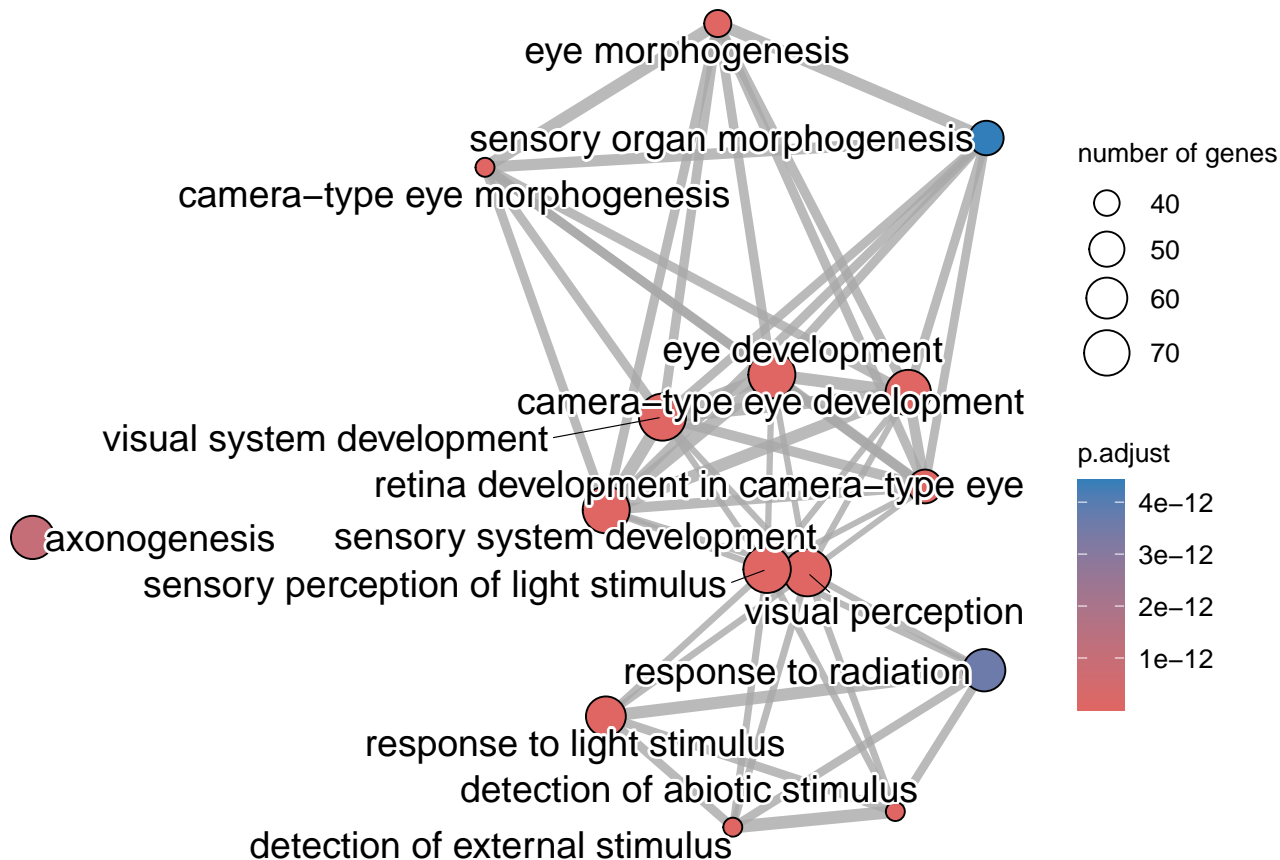 eye morphogenesis
sensory organ morphogenesis
camera−type eye morphogenesis
eye development
camera−type eye development
visual system development
retina development in camera−type eye
axonogenesis
sensory system development
sensory perception of light stimulus
visual perception
response to radiation
response to light stimulus
detection of abiotic stimulus
detection of external stimulus
number of genes
40
50
60
70
p.adjust
4e−12
3e−12
2e−12
1e−12